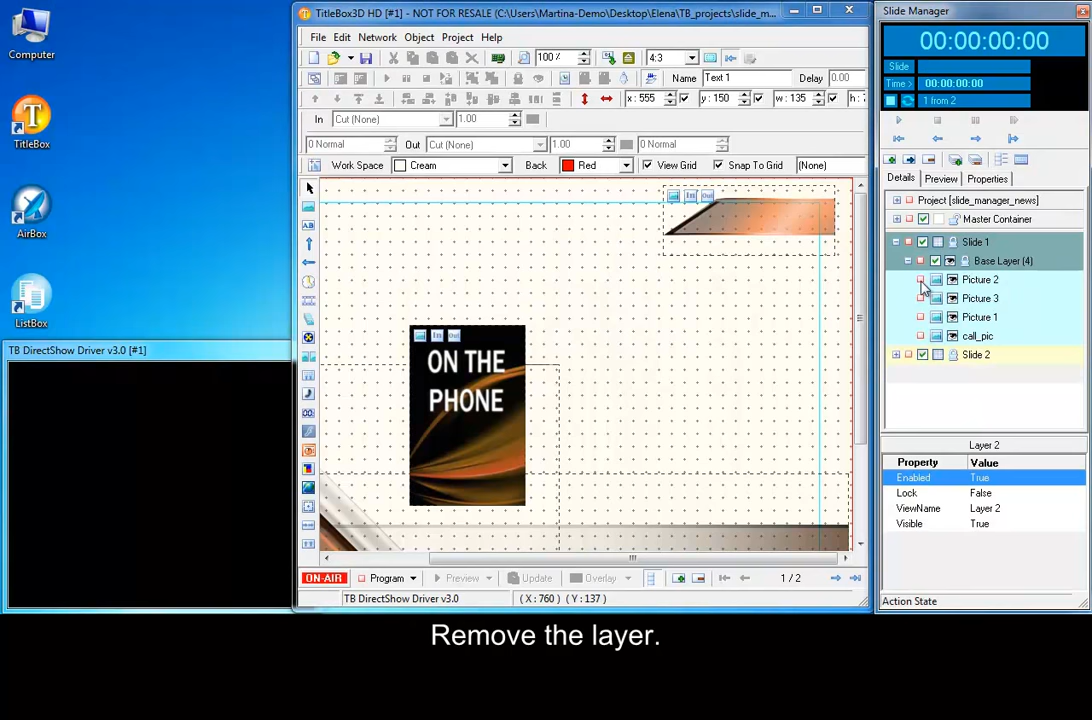 Computer
TitleBox
AirBox
ListBox
TB DirectShow Driver v3.0 [#1]
TitleBox3D HD [#1] - NOT FOR RESALE (C:\Users\Martina-Demo\Desktop\Elena\TB_projects\slide_m...
File Edit Network Object Project Help
100 % 4:3
Name Text 1 Delay 0.00
x: 555 y: 150 w: 135 h:
In Cut (None) 1.00
0 Normal Out Cut (None) 1.00 0 Normal
Work Space Cream Back Red View Grid Snap To Grid (None)
In Out
In Out
ON THE
PHONE
ON-AIR Program Preview Update Overlay 1 / 2
TB DirectShow Driver v3.0 ( X : 760 ) ( Y : 137 )
Slide Manager
00:00:00:00
Slide
Time > 00:00:00:00
1 from 2
Details Preview Properties
Project [slide_manager_news]
Master Container
Slide 1
Base Layer (4)
Picture 2
Picture 3
Picture 1
call_pic
Slide 2
Layer 2
Property Value
Enabled True
Lock False
ViewName Layer 2
Visible True
Action State
Remove the layer.